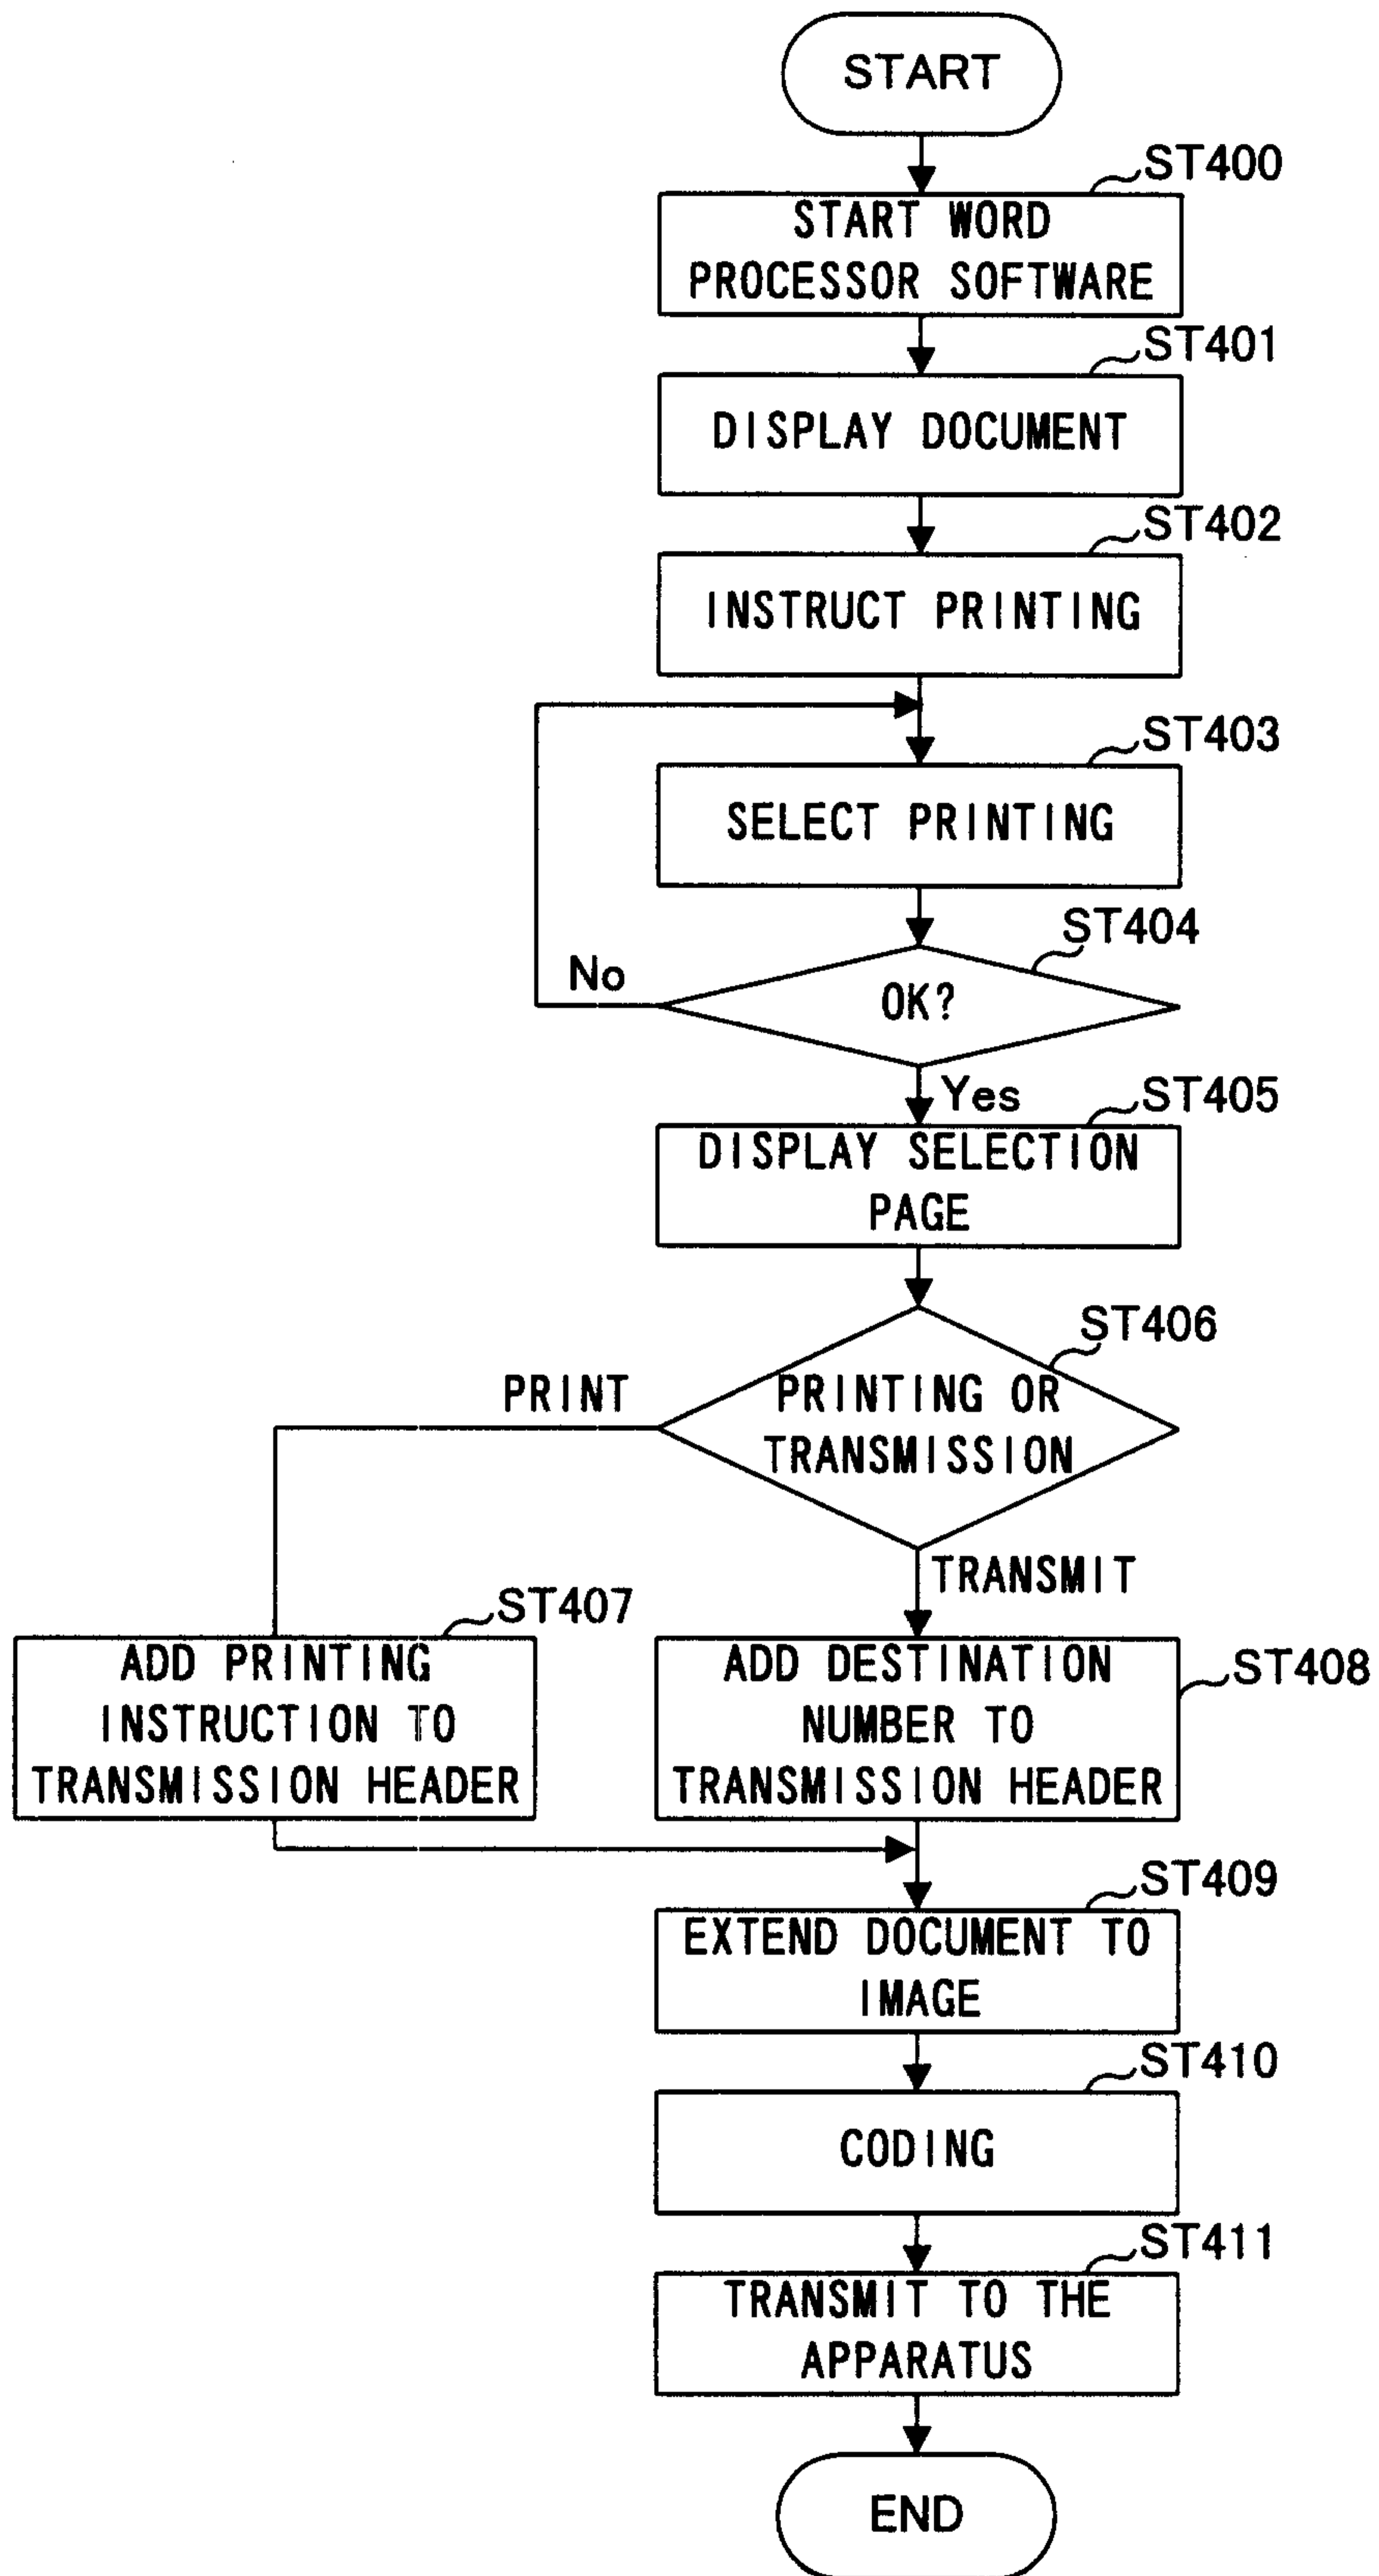 START
ST400
START WORD
PROCESSOR SOFTWARE
ST401
DISPLAY DOCUMENT
ST402
INSTRUCT PRINTING
ST403
SELECT PRINTING
ST404
No
OK?
Yes
ST405
DISPLAY SELECTION
PAGE
ST406
PRINT
PRINTING OR
TRANSMISSION
TRANSMIT
ST407
ADD PRINTING
INSTRUCTION TO
TRANSMISSION HEADER
ST408
ADD DESTINATION
NUMBER TO
TRANSMISSION HEADER
ST409
EXTEND DOCUMENT TO
IMAGE
ST410
CODING
ST411
TRANSMIT TO THE
APPARATUS
END